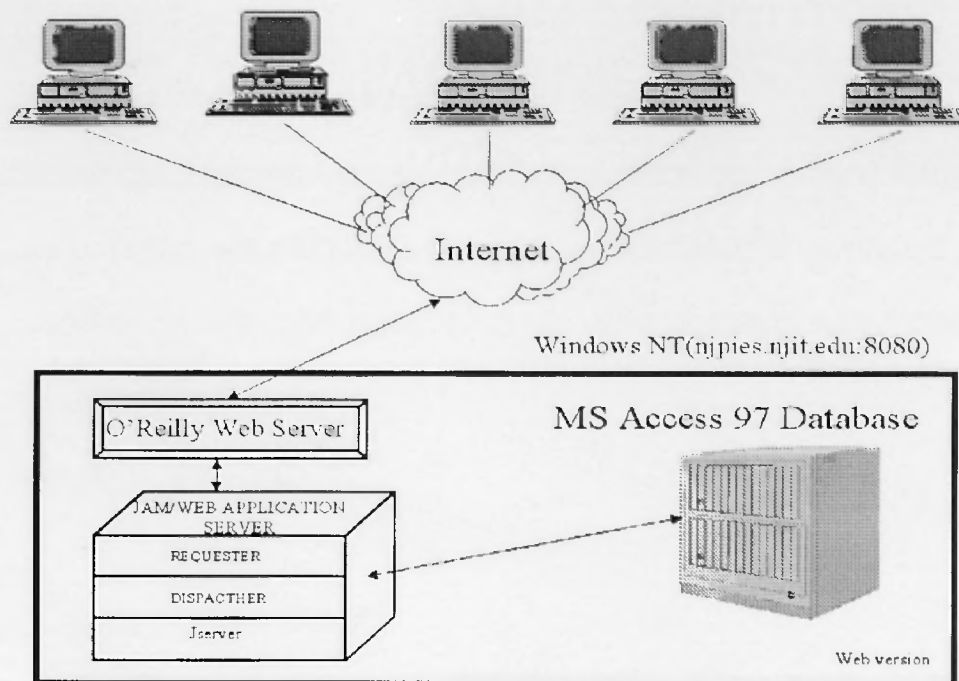 Internet
Windows NT(njpies.njit.edu:8080)
O'Reilly Web Server
MS Access 97 Database
JAM/WEB APPLICATION
SERVER
REQUESTER
DISPACTHER
Jserver
Web version